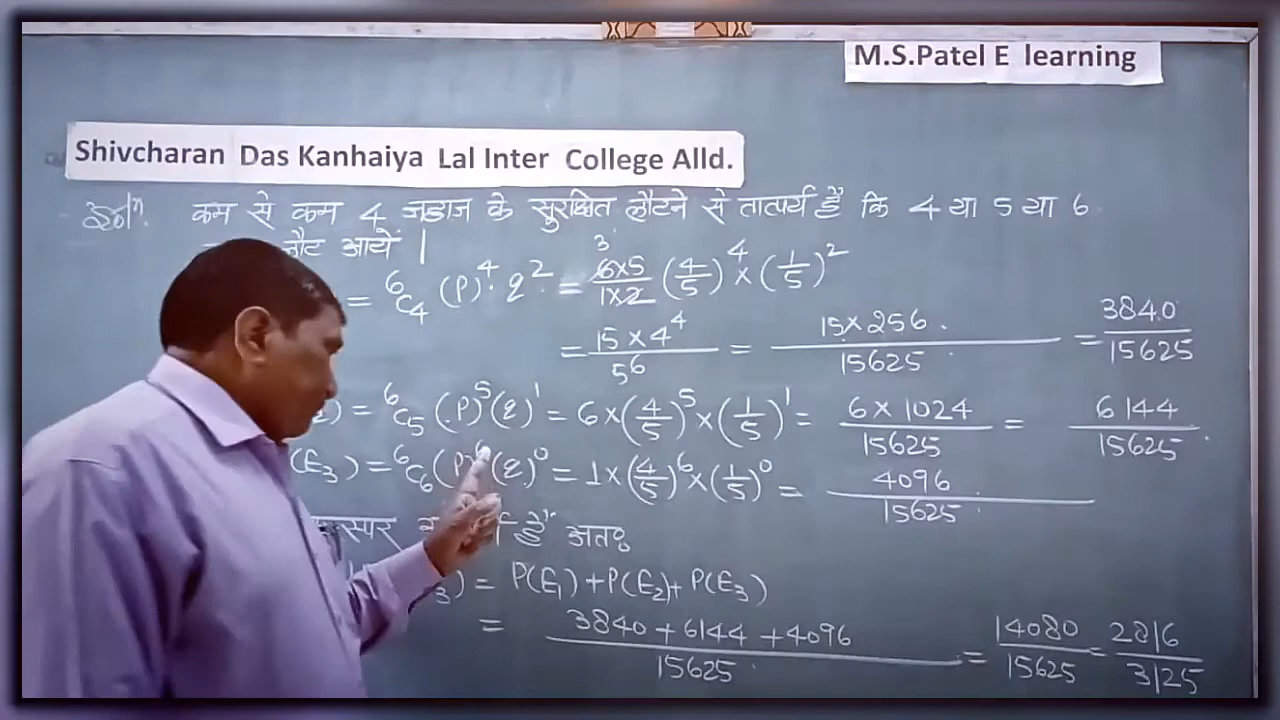 M.S.Patel E learning
Shivcharan Das Kanhaiya Lal Inter College Alld.
कम से कम 4 जहाज के सुरक्षित लौटने से तात्पर्य है कि 4 या 5 या 6
लौट आयें ।
= ⁶C₄ (P)⁴ · q² = 6×5/1×2 (4/5)⁴ × (1/5)² 3
= 15 × 4⁴/5⁶ = 15 × 256/15625 = 3840/15625
) = ⁶C₅ (P)⁵ (q)¹ = 6 × (4/5)⁵ × (1/5)¹ = 6 × 1024/15625 = 6144/15625
(E₃) = ⁶C₆ (P)⁶ (q)⁰ = 1 × (4/5)⁶ × (1/5)⁰ = 4096/15625
हैं अतः
₃) = P(E₁) + P(E₂) + P(E₃)
= 3840 + 6144 + 4096/15625 = 14080/15625 = 2816/3125